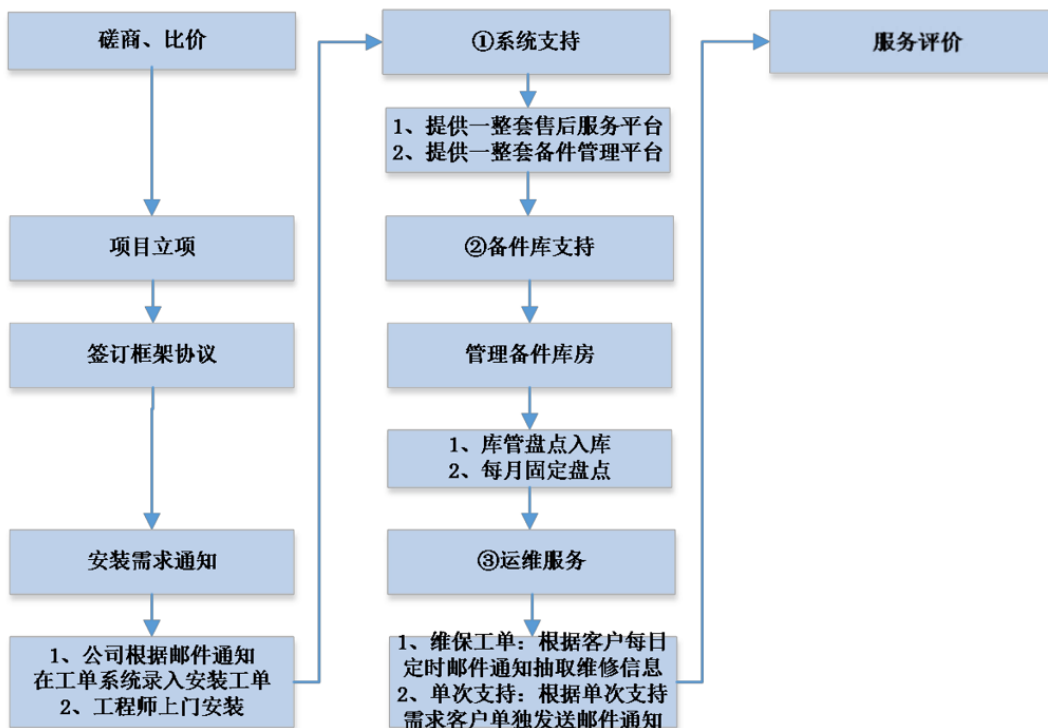 磋商、比价
项目立项
签订框架协议
安装需求通知
1、公司根据邮件通知
在工单系统录入安装工单
2、工程师上门安装
①系统支持
1、提供一整套售后服务平台
2、提供一整套备件管理平台
②备件库支持
管理备件库房
1、库管盘点入库
2、每月固定盘点
③运维服务
1、维保工单：根据客户每日
定时邮件通知抽取维修信息
2、单次支持：根据单次支持
需求客户单独发送邮件通知
服务评价